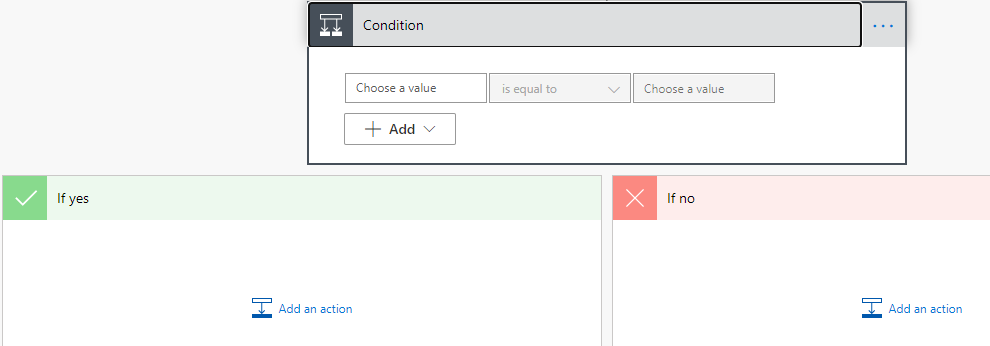 Condition
...
Choose a value
is equal to
Choose a value
+ Add
If yes
If no
Add an action
Add an action